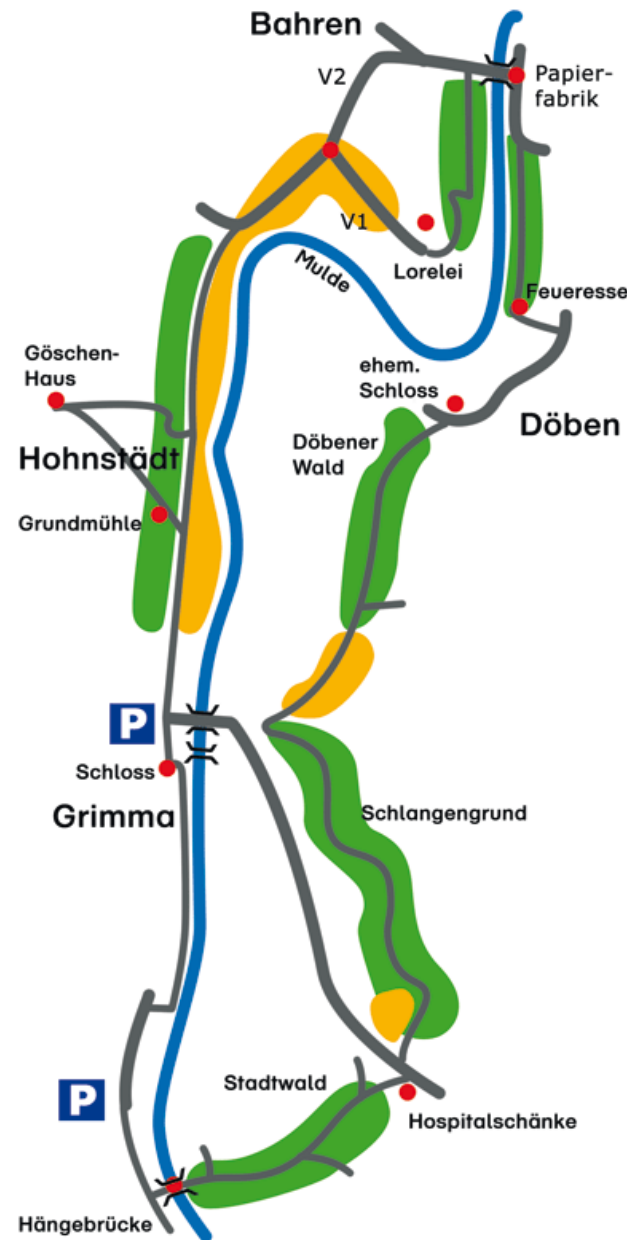 Bahren
V2
Papier-
fabrik
V1
Lorelei
Mulde
Feueresse
Göschen-
Haus
ehem.
Schloss
Döben
Döbener
Wald
Hohnstädt
Grundmühle
P
Schloss
Grimma
Schlangengrund
Stadtwald
P
Hospitalschänke
Hängebrücke